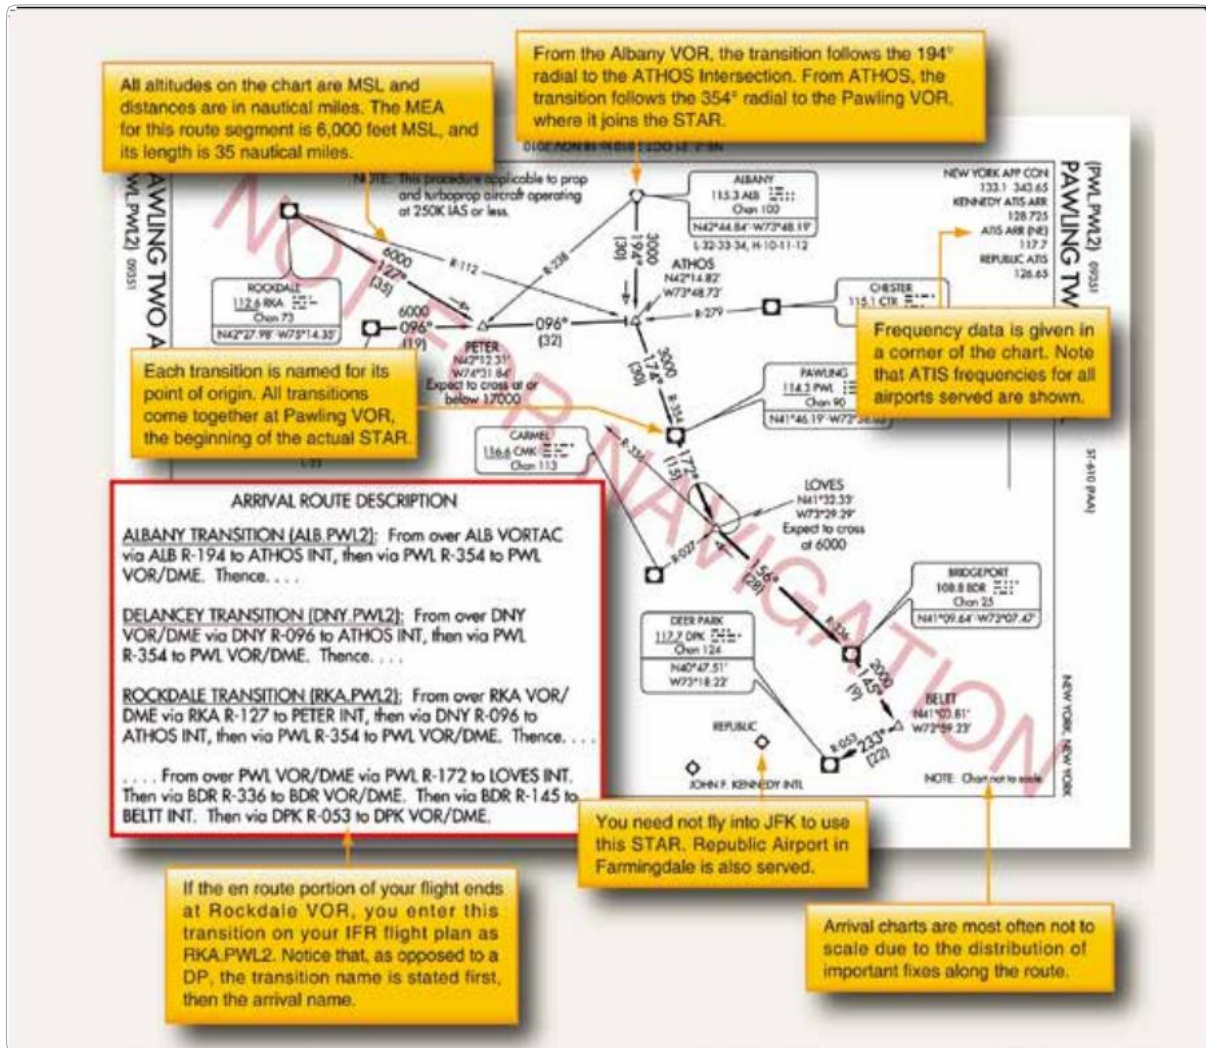 All altitudes on the chart are MSL and
distances are in nautical miles. The MEA
for this route segment is 6,000 feet MSL, and
its length is 35 nautical miles.
From the Albany VOR, the transition follows the 194°
radial to the ATHOS Intersection. From ATHOS, the
transition follows the 354° radial to the Pawling VOR,
where it joins the STAR.
NOT FOR NAVIGATION
(PWL.PWL2) 09351
PAWLING TW
ST-610 (FAA)
NEW YORK, NEW YORK
AWLING TWO A
PWL.PWL2) 09351
NOTE: This procedure applicable to prop
and turboprop aircraft operating
at 250K IAS or less.
ALBANY
115.3 ALB
Chan 100
N42°44.84'-W73°48.19'
L-32-33-34, H-10-11-12
NEW YORK APP CON
133.1 343.65
KENNEDY ATIS ARR
128.725
ATIS ARR (NE)
117.7
REPUBLIC ATIS
126.65
ROCKDALE
112.6 RKA
Chan 73
N42°27.98'-W75°14.35'
6000
127°
(35)
R-112
R-238
3000
194°
(30)
ATHOS
N42°14.82'
W73°48.73'
CHESTER
115.1 CTR
R-279
6000
096°
(19)
096°
(32)
PETER
N42°12.31'
W74°31.84'
Expect to cross at or
below 17000
3000
174°
(30)
R-354
PAWLING
114.3 PWL
Chan 90
N41°46.19'-W73°36.03'
Frequency data is given in
a corner of the chart. Note
that ATIS frequencies for all
airports served are shown.
Each transition is named for its
point of origin. All transitions
come together at Pawling VOR,
the beginning of the actual STAR.
CARMEL
116.6 CMK
Chan 113
R-336
172°
(15)
LOVES
N41°32.33'
W73°29.29'
Expect to cross
at 6000
R-027
156°
(28)
R-336
BRIDGEPORT
108.8 BDR
Chan 25
N41°09.64'-W73°07.47'
DEER PARK
117.7 DPK
Chan 124
N40°47.51'
W73°18.22'
2000
145°
(9)
BELTT
N41°03.81'
W72°59.23'
R-053
233°
(22)
REPUBLIC
JOHN F. KENNEDY INTL
NOTE: Chart not to scale
ARRIVAL ROUTE DESCRIPTION
ALBANY TRANSITION (ALB.PWL2): From over ALB VORTAC
via ALB R-194 to ATHOS INT, then via PWL R-354 to PWL
VOR/DME. Thence. . . .
DELANCEY TRANSITION (DNY.PWL2): From over DNY
VOR/DME via DNY R-096 to ATHOS INT, then via PWL
R-354 to PWL VOR/DME. Thence. . . .
ROCKDALE TRANSITION (RKA.PWL2): From over RKA VOR/
DME via RKA R-127 to PETER INT, then via DNY R-096 to
ATHOS INT, then via PWL R-354 to PWL VOR/DME. Thence. . . .
. . . . From over PWL VOR/DME via PWL R-172 to LOVES INT.
Then via BDR R-336 to BDR VOR/DME. Then via BDR R-145 to
BELTT INT. Then via DPK R-053 to DPK VOR/DME.
You need not fly into JFK to use
this STAR. Republic Airport in
Farmingdale is also served.
If the en route portion of your flight ends
at Rockdale VOR, you enter this
transition on your IFR flight plan as
RKA.PWL2. Notice that, as opposed to a
DP, the transition name is stated first,
then the arrival name.
Arrival charts are most often not to
scale due to the distribution of
important fixes along the route.